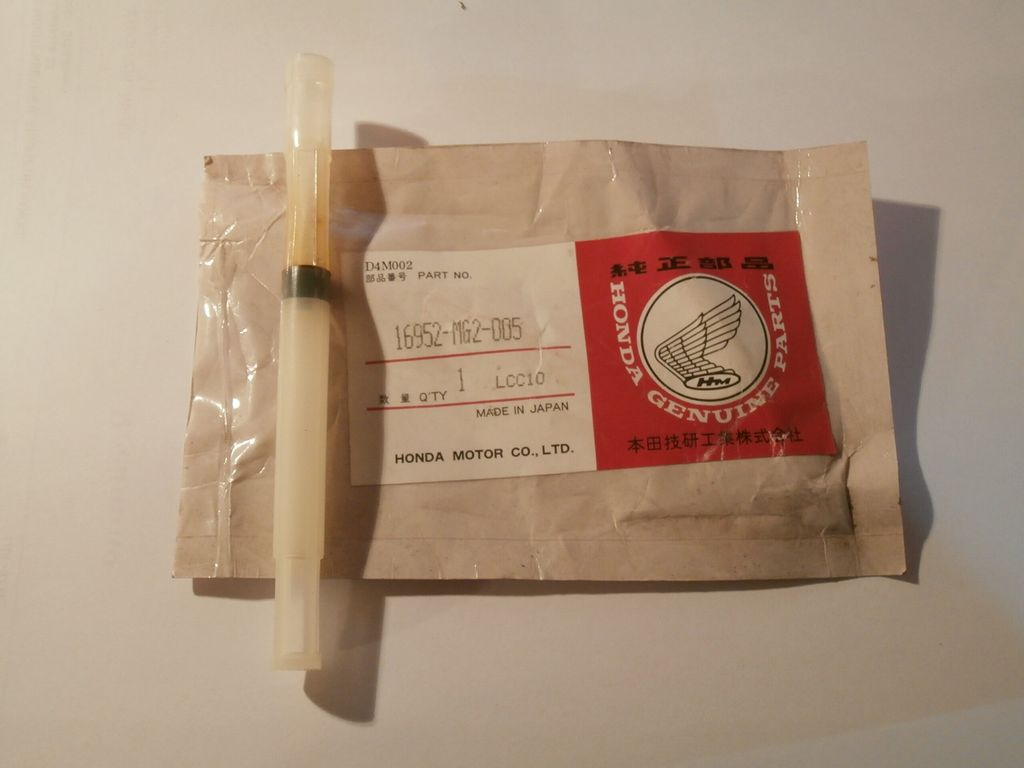 D4M002
部品番号 PART NO.
16952-MG2-005
数量 Q'TY 1 LCC10
MADE IN JAPAN
HONDA MOTOR CO., LTD.
純正部品
HONDA GENUINE PARTS
HM
本田技研工業株式会社